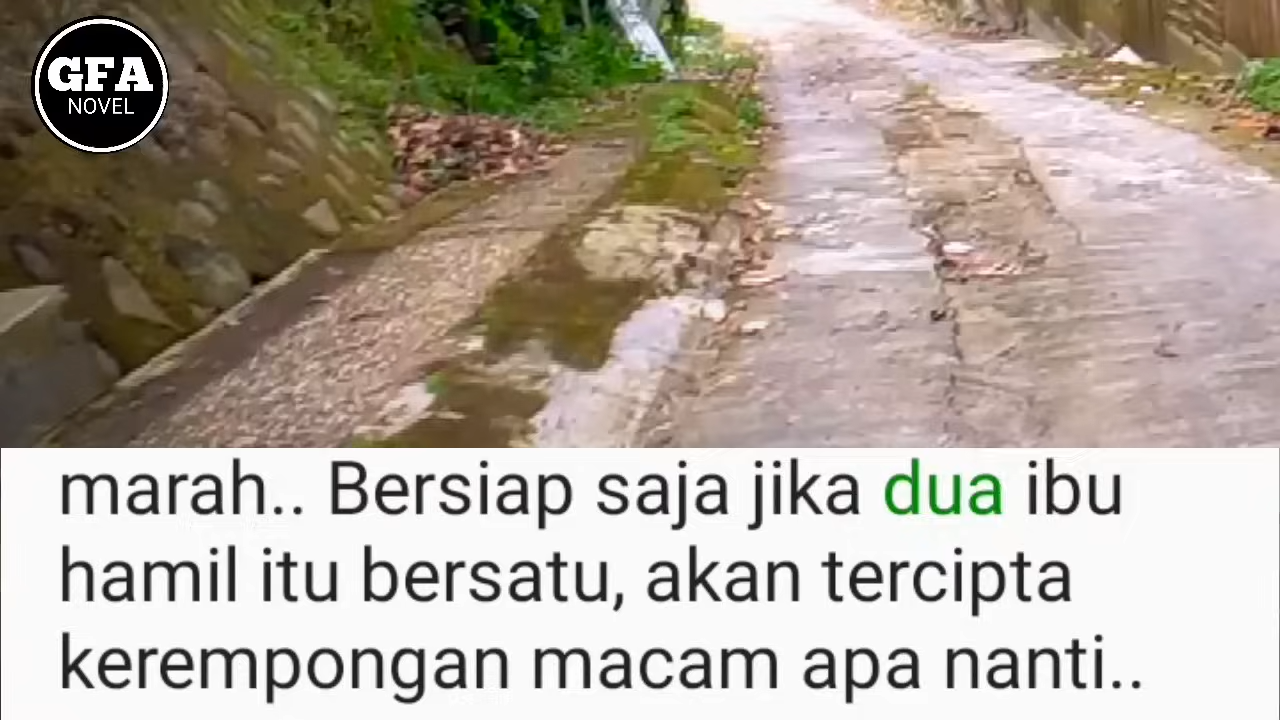 GFA
NOVEL
marah.. Bersiap saja jika dua ibu
hamil itu bersatu, akan tercipta
kerempongan macam apa nanti..